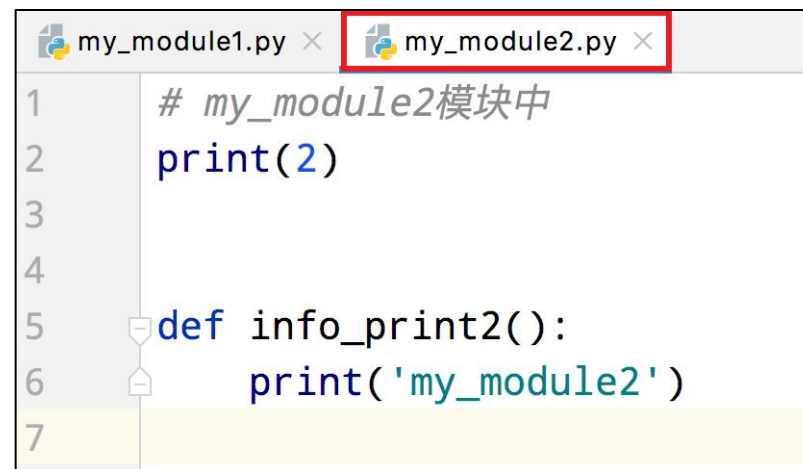 my_module1.py × my_module2.py ×
1 # my_module2模块中
2 print(2)
3
4
5 def info_print2():
6     print('my_module2')
7